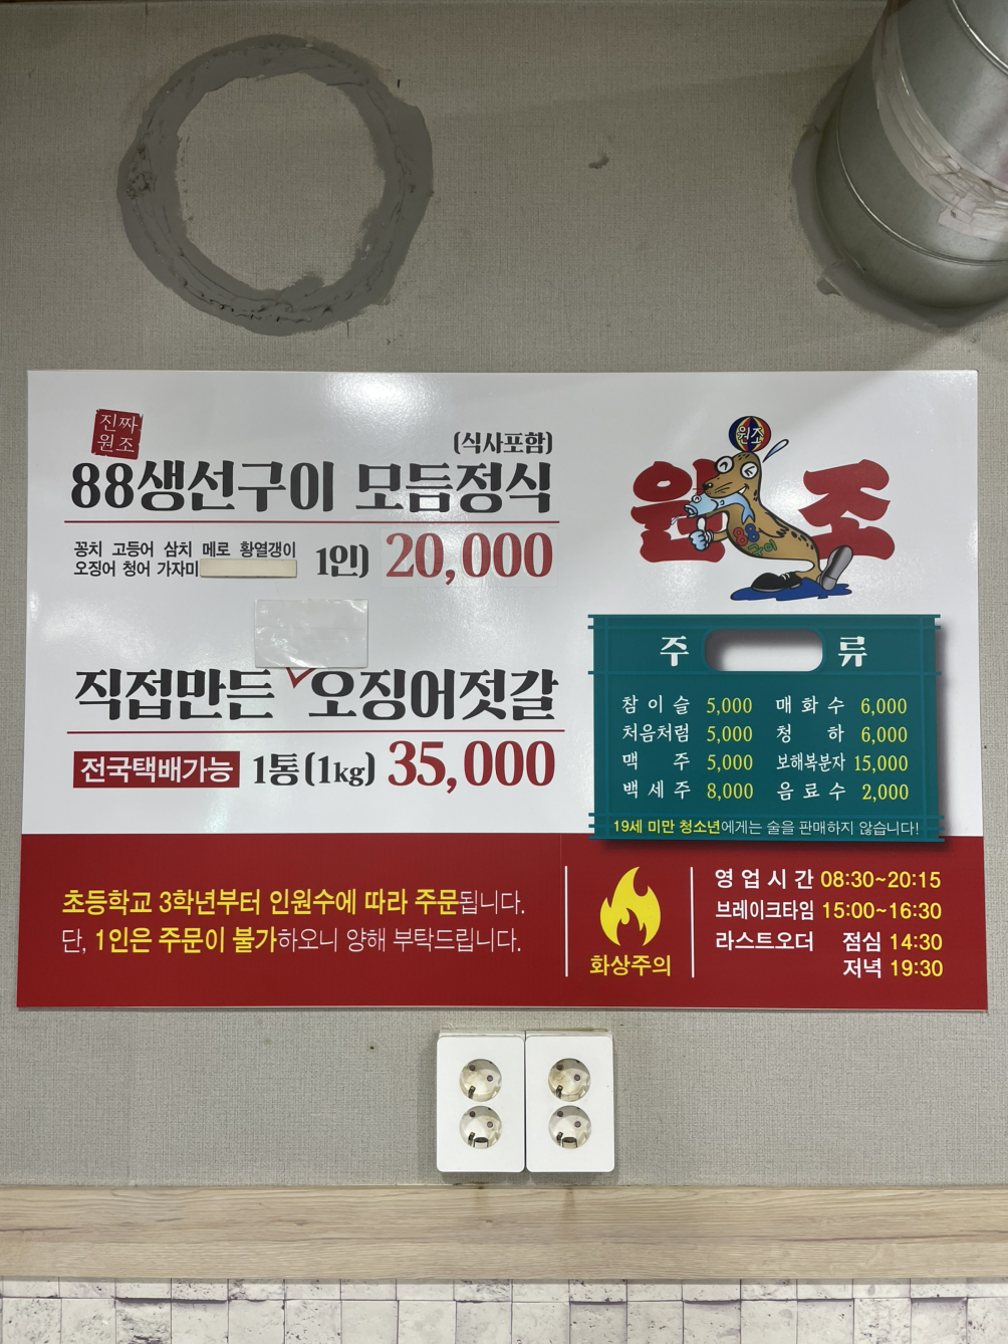 진짜
원조
(식사포함)
88생선구이 모듬정식
꽁치 고등어 삼치 메로 황열갱이
오징어 청어 가자미
1인) 20,000
직접만든 오징어젓갈
전국택배가능 1통(1kg) 35,000
원조
원조
88
구이
주류
참이슬 5,000 매화수 6,000
처음처럼 5,000 청하 6,000
맥주 5,000 보해복분자 15,000
백세주 8,000 음료수 2,000
19세 미만 청소년에게는 술을 판매하지 않습니다!
초등학교 3학년부터 인원수에 따라 주문됩니다.
단, 1인은 주문이 불가하오니 양해 부탁드립니다.
화상주의
영업시간 08:30~20:15
브레이크타임 15:00~16:30
라스트오더 점심 14:30
저녁 19:30